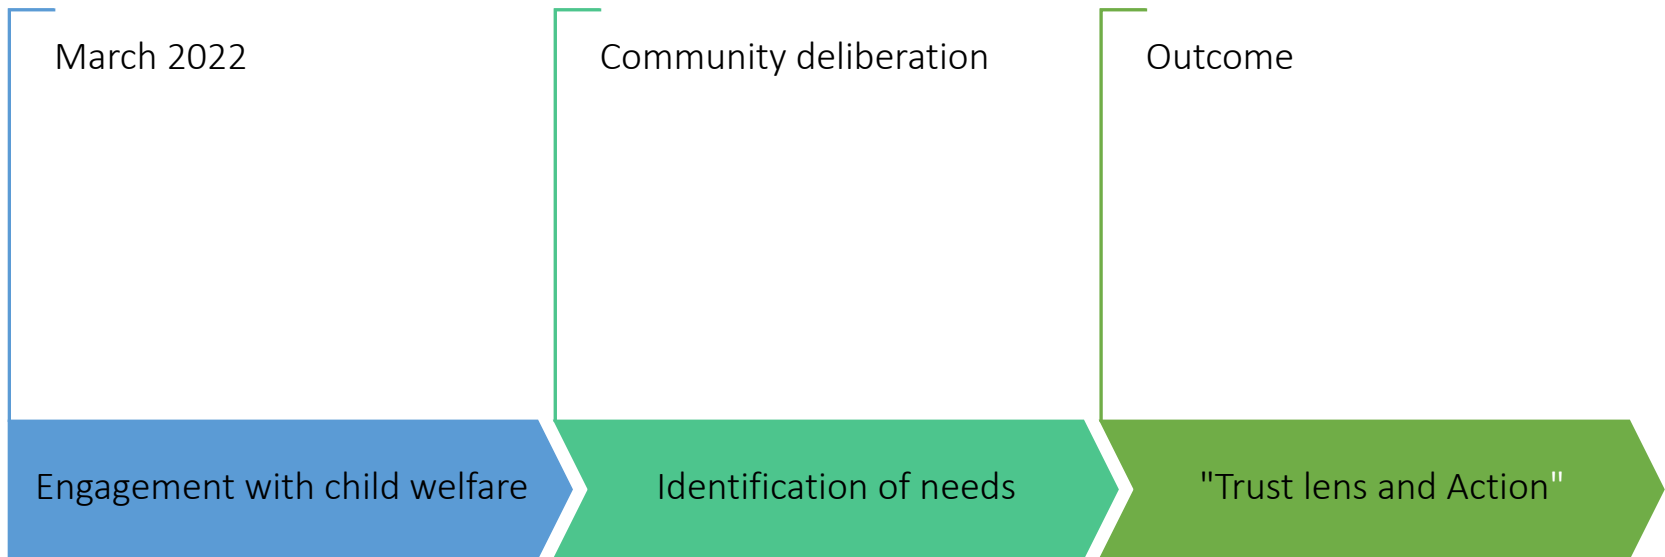 March 2022
Community deliberation
Outcome
Engagement with child welfare
Identification of needs
"Trust lens and Action"